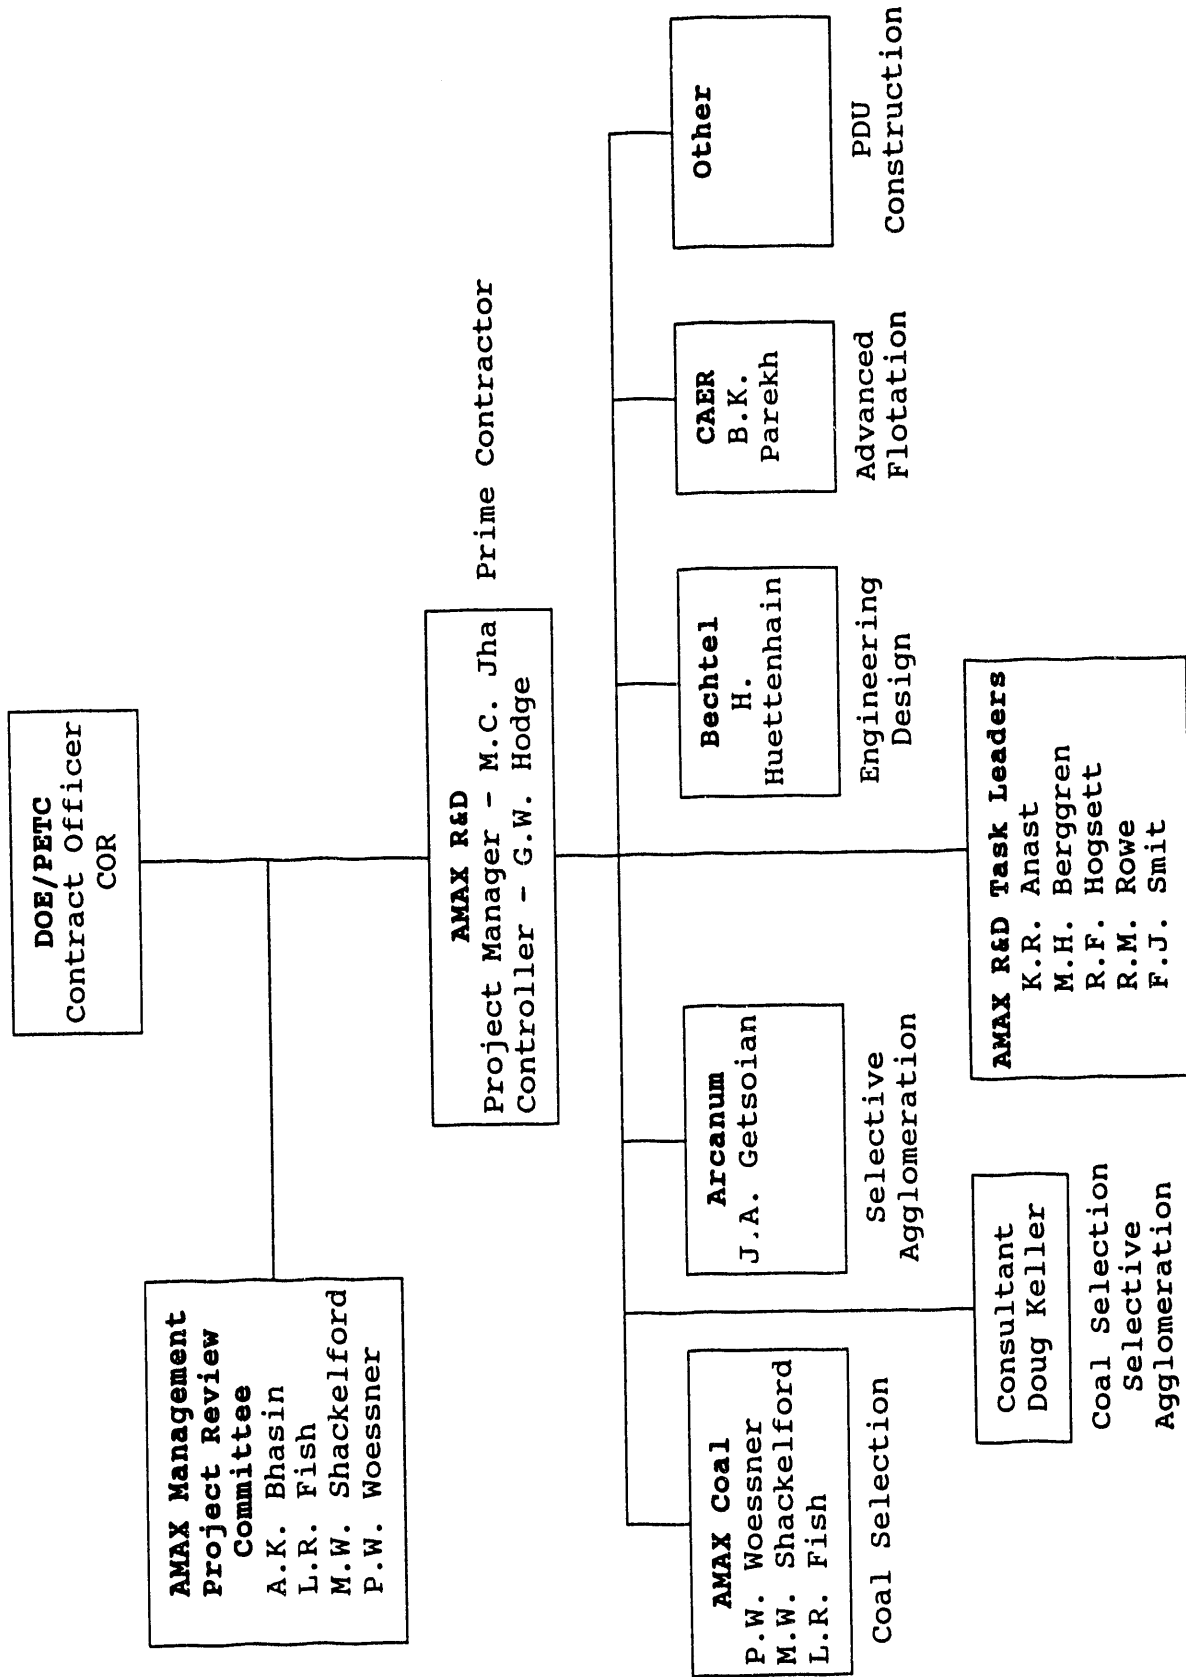 DOE/PETC
Contract Officer
COR
AMAX Management
Project Review
Committee
A.K. Bhasin
L.R. Fish
M.W. Shackelford
P.W. Woessner
AMAX R&D
Project Manager - M.C. Jha
Controller - G.W. Hodge
Prime Contractor
AMAX Coal
P.W. Woessner
M.W. Shackelford
L.R. Fish
Coal Selection
Arcanum
J.A. Getsoian
Selective
Agglomeration
Bechtel
H.
Huettenhain
Engineering
Design
CAER
B.K.
Parekh
Advanced
Flotation
Other
PDU
Construction
Consultant
Doug Keller
Coal Selection
Selective
Agglomeration
AMAX R&D Task Leaders
K.R. Anast
M.H. Berggren
R.F. Hogsett
R.M. Rowe
F.J. Smit